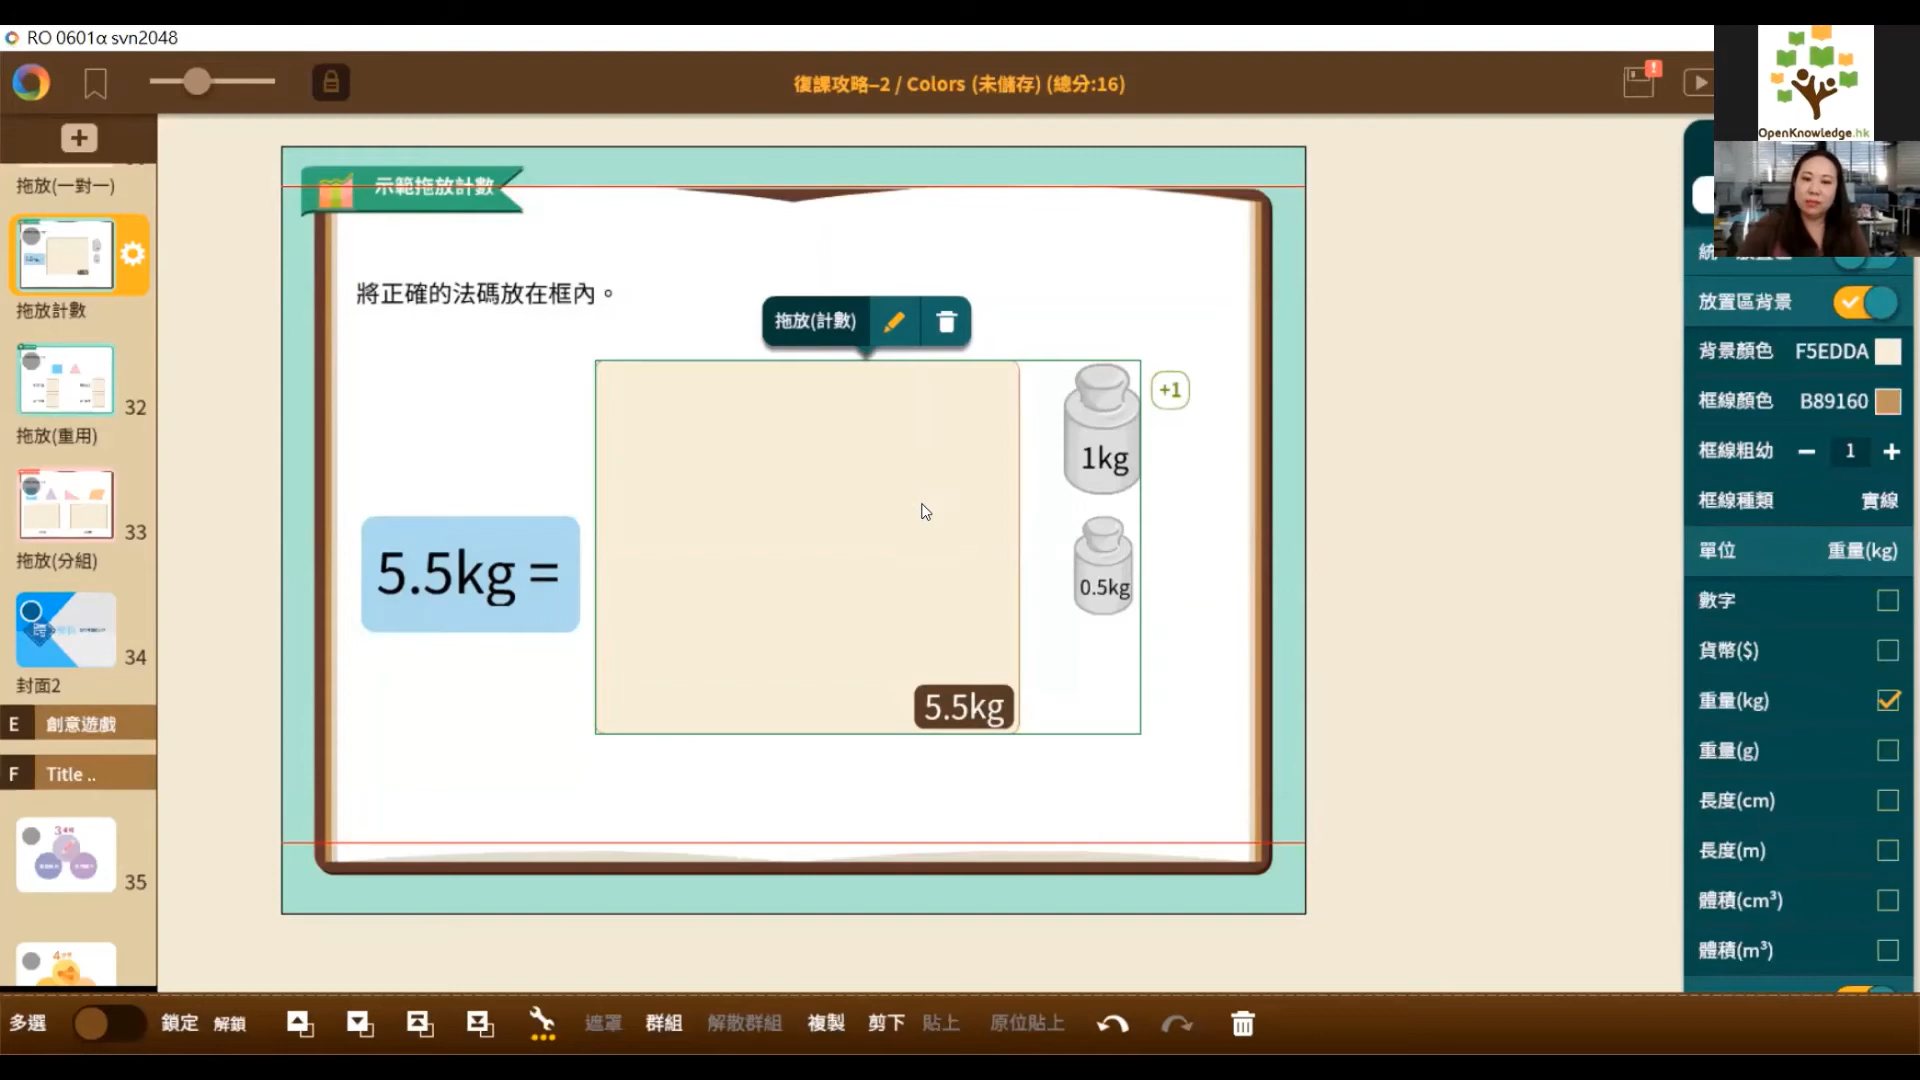 RO 0601α svn2048
復課攻略–2 / Colors (未儲存) (總分:16)
OpenKnowledge.hk
拖放(一對一)
拖放計數
32
拖放(重用)
33
拖放(分組)
34
封面2
E 創意遊戲
F Title ..
35
示範拖放計數
將正確的法碼放在框內。
拖放(計數)
+1
1kg
0.5kg
5.5kg =
5.5kg
放置區背景
背景顏色 F5EDDA
框線顏色 B89160
框線粗幼 1
框線種類 實線
單位 重量(kg)
數字
貨幣($)
重量(kg)
重量(g)
長度(cm)
長度(m)
體積(cm³)
體積(m³)
多選 鎖定 解鎖 遮罩 群組 解散群組 複製 剪下 貼上 原位貼上